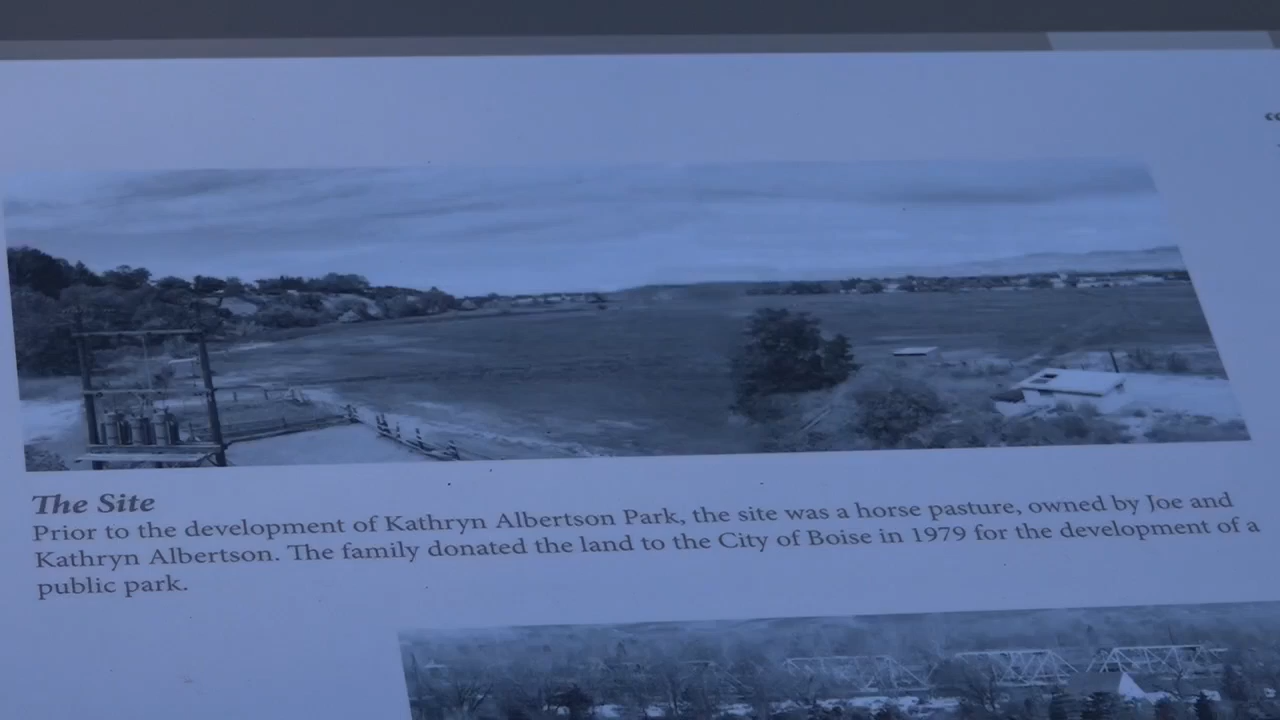 The Site
Prior to the development of Kathryn Albertson Park, the site was a horse pasture, owned by Joe and
Kathryn Albertson. The family donated the land to the City of Boise in 1979 for the development of a
public park.